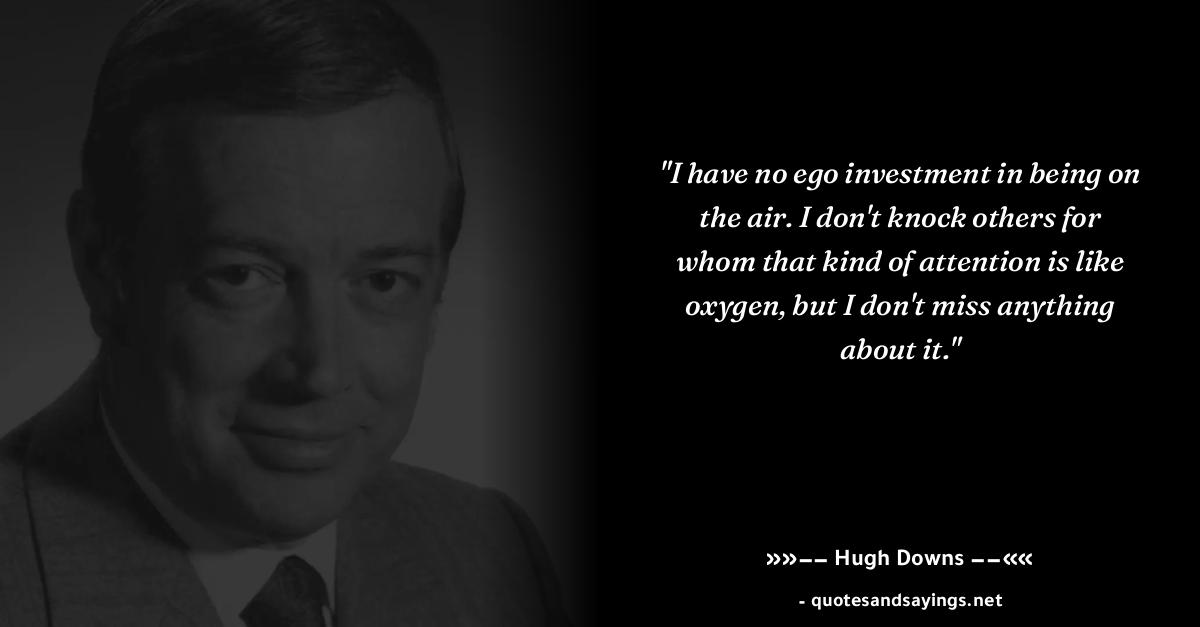 "I have no ego investment in being on
the air. I don't knock others for
whom that kind of attention is like
oxygen, but I don't miss anything
about it."
»»−− Hugh Downs −−««
- quotesandsayings.net